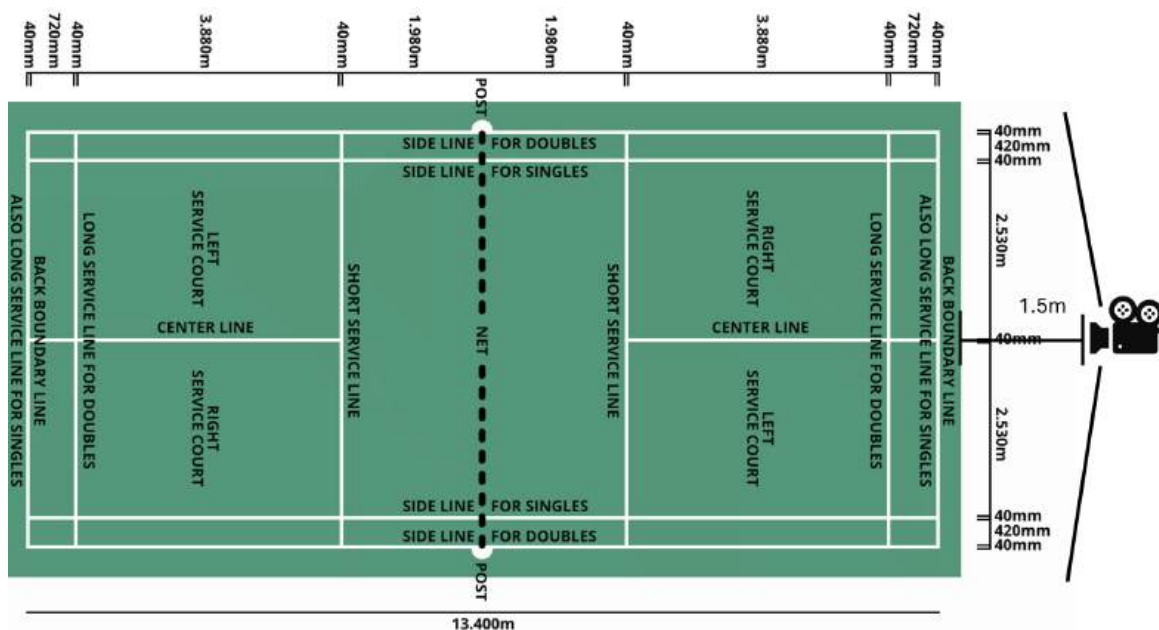 40mm
720mm
40mm
3.880m
40mm
1.980m
1.980m
40mm
3.880m
40mm
720mm
40mm
POST
SIDE LINE FOR DOUBLES
SIDE LINE FOR SINGLES
40mm
420mm
40mm
ALSO LONG SERVICE LINE FOR SINGLES
BACK BOUNDARY LINE
LONG SERVICE LINE FOR DOUBLES
LEFT
SERVICE COURT
CENTER LINE
RIGHT
SERVICE COURT
SHORT SERVICE LINE
NET
SHORT SERVICE LINE
RIGHT
SERVICE COURT
CENTER LINE
LEFT
SERVICE COURT
LONG SERVICE LINE FOR DOUBLES
ALSO LONG SERVICE LINE FOR SINGLES
BACK BOUNDARY LINE
2.530m
40mm
2.530m
1.5m
SIDE LINE FOR SINGLES
SIDE LINE FOR DOUBLES
40mm
420mm
40mm
POST
13.400m